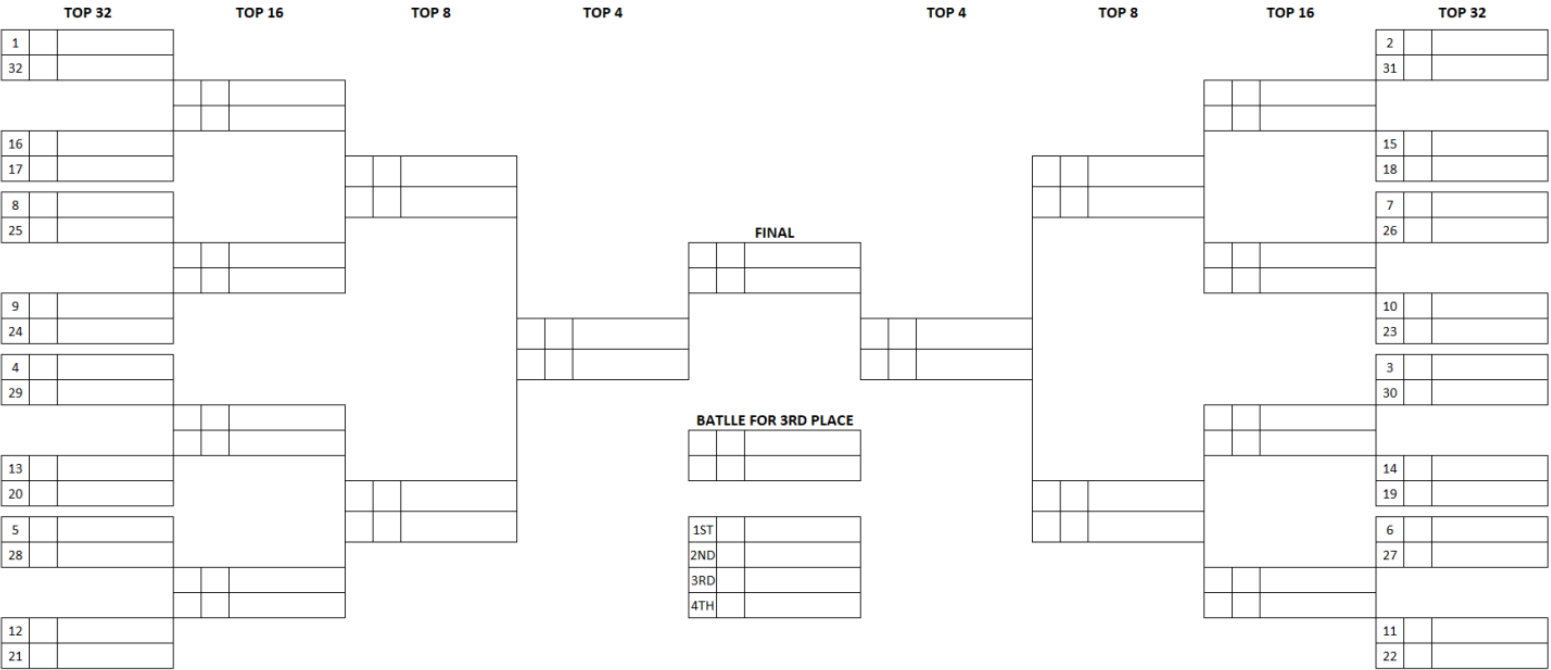 TOP 32 TOP 16 TOP 8 TOP 4 TOP 4 TOP 8 TOP 16 TOP 32
1 2
32 31
16 15
17 18
8 7
25 26
FINAL
9 10
24 23
4 3
29 30
BATLLE FOR 3RD PLACE
13 14
20 19
5 1ST 6
28 2ND 27
3RD
4TH
12 11
21 22